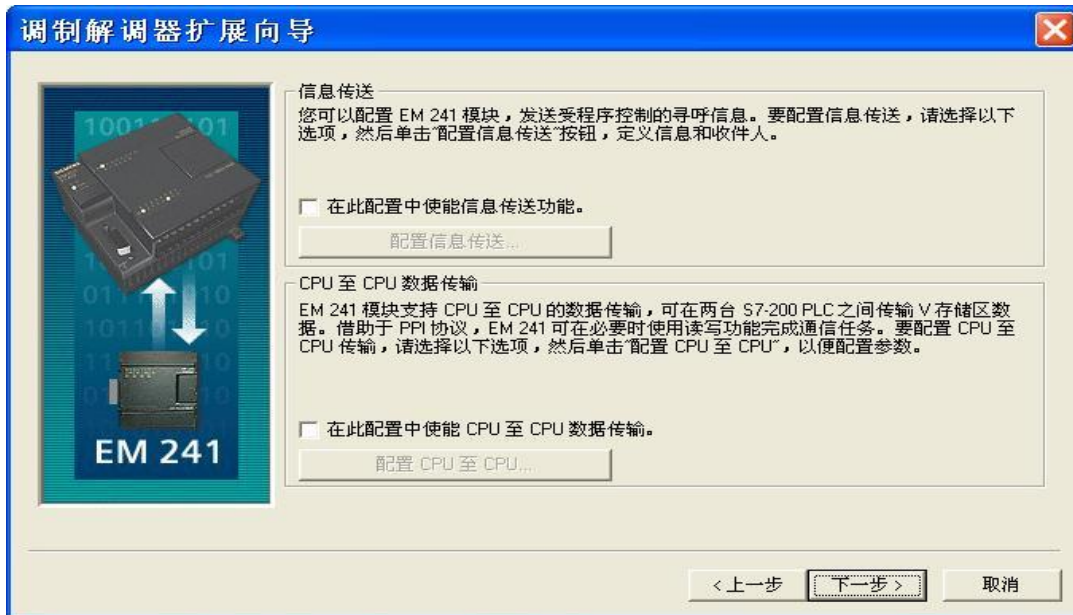 调制解调器扩展向导
信息传送
您可以配置 EM 241 模块，发送受程序控制的寻呼信息。要配置信息传送，请选择以下
选项，然后单击“配置信息传送”按钮，定义信息和收件人。
在此配置中使能信息传送功能。
配置信息传送...
CPU 至 CPU 数据传输
EM 241 模块支持 CPU 至 CPU 的数据传输，可在两台 S7-200 PLC 之间传输 V 存储区数
据。借助于 PPI 协议，EM 241 可在必要时使用读写功能完成通信任务。要配置 CPU 至
CPU 传输，请选择以下选项，然后单击“配置 CPU 至 CPU”，以便配置参数。
在此配置中使能 CPU 至 CPU 数据传输。
配置 CPU 至 CPU...
EM 241
<上一步
下一步>
取消